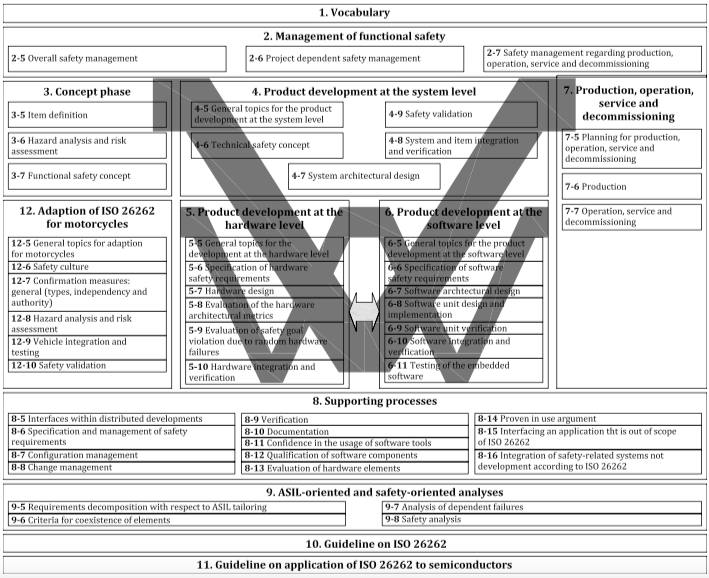 1. Vocabulary
2. Management of functional safety
2-5 Overall safety management
2-6 Project dependent safety management
2-7 Safety management regarding production,
operation, service and decommissioning
3. Concept phase
3-5 Item definition
3-6 Hazard analysis and risk
assessment
3-7 Functional safety concept
4. Product development at the system level
4-5 General topics for the product
development at the system level
4-6 Technical safety concept
4-9 Safety validation
4-8 System and item integration
and verification
4-7 System architectural design
7. Production, operation,
service and
decommissioning
7-5 Planning for production,
operation, service and
decommissioning
7-6 Production
7-7 Operation, service and
decommissioning
12. Adaption of ISO 26262
for motorcycles
12-5 General topics for adaption
for motorcycles
12-6 Safety culture
12-7 Confirmation measures:
general (types, independency and
authority)
12-8 Hazard analysis and risk
assessment
12-9 Vehicle integration and
testing
12-10 Safety validation
5. Product development at the
hardware level
5-5 General topics for the
development at the hardware level
5-6 Specification of hardware
safety requirements
5-7 Hardware design
5-8 Evaluation of the hardware
architectural metrics
5-9 Evaluation of safety goal
violation due to random hardware
failures
5-10 Hardware integration and
verification
6. Product development at the
software level
6-5 General topics for the product
development at the software level
6-6 Specification of software
safety requirements
6-7 Software archtectural design
6-8 Software unit design and
implementation
6-9 Software unit verification
6-10 Software Integration and
verification
6-11 Testing of the embedded
software
8. Supporting processes
8-5 Interfaces within distributed developments
8-6 Specification and management of safety
requirements
8-7 Configuration management
8-8 Change management
8-9 Verification
8-10 Documentation
8-11 Confidence in the usage of software tools
8-12 Qualification of software components
8-13 Evaluation of hardware elements
8-14 Proven in use argument
8-15 Interfacing an application tht is out of scope
of ISO 26262
8-16 Integration of safety-related systems not
development according to ISO 26262
9. ASIL-oriented and safety-oriented analyses
9-5 Requirements decomposition with respect to ASIL tailoring
9-6 Criteria for coexistence of elements
9-7 Analysis of dependent failures
9-8 Safety analysis
10. Guideline on ISO 26262
11. Guideline on application of ISO 26262 to semiconductors